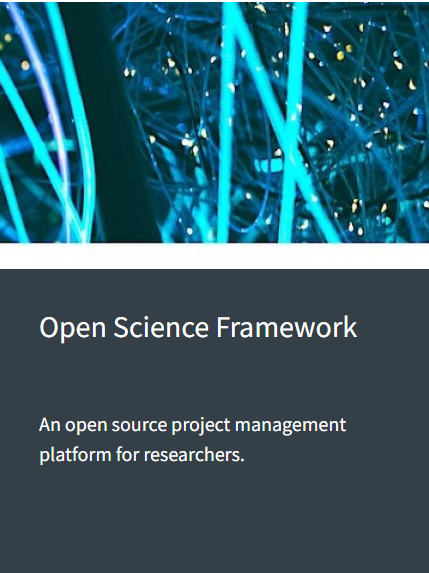 Open Science Framework
An open source project management
platform for researchers.